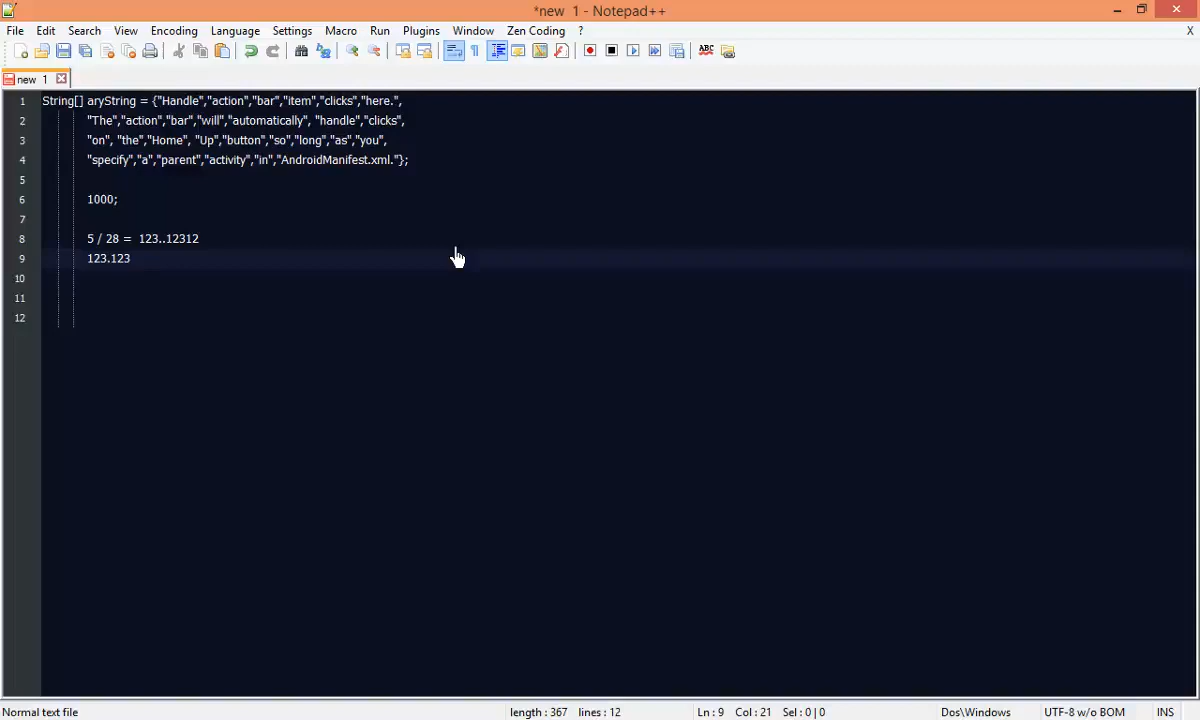 *new 1 - Notepad++
File Edit Search View Encoding Language Settings Macro Run Plugins Window Zen Coding ? X
ABC
new 1
1 String[] aryString = {"Handle","action","bar","item","clicks","here.",
2 "The","action","bar","will","automatically", "handle","clicks",
3 "on", "the","Home", "Up","button","so","long","as","you",
4 "specify","a","parent","activity","in","AndroidManifest.xml."};
5
6 1000;
7
8 5 / 28 = 123..12312
9 123.123
10
11
12
Normal text file length : 367 lines : 12 Ln : 9 Col : 21 Sel : 0 | 0 Dos\Windows UTF-8 w/o BOM INS